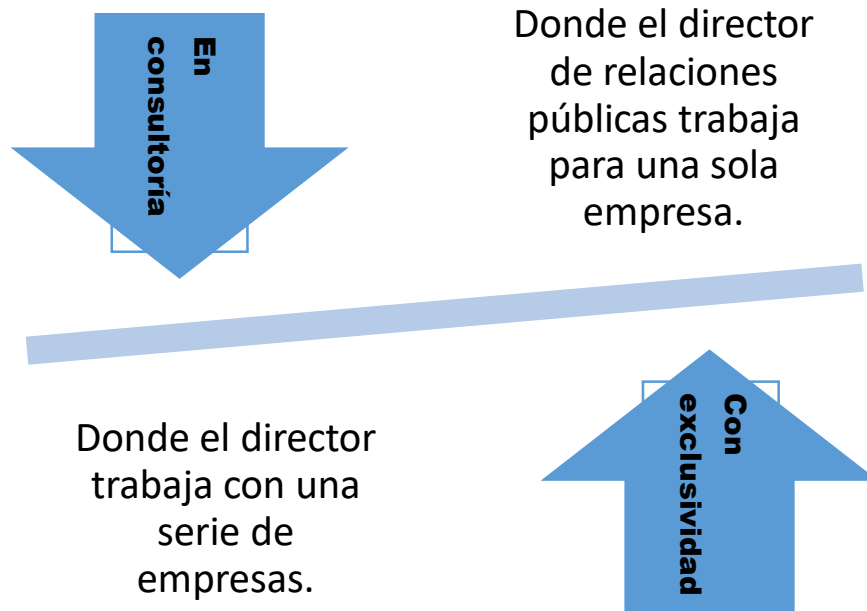 En
consultoría
Donde el director
de relaciones
públicas trabaja
para una sola
empresa.
Donde el director
trabaja con una
serie de
empresas.
Con
exclusividad